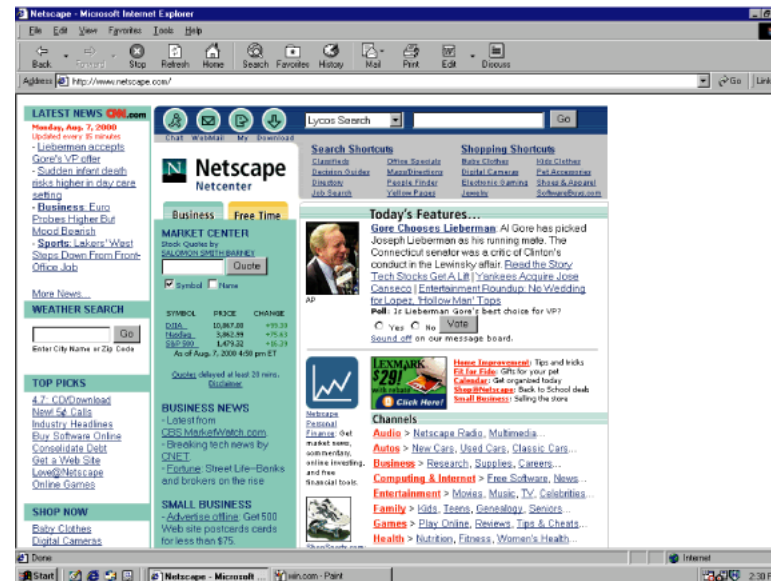 Netscape - Microsoft Internet Explorer
File Edit View Favorites Tools Help
Back Forward Stop Refresh Home Search Favorites History Mail Print Edit Discuss
Address http://www.netscape.com/ Go Link
LATEST NEWS CNN.com
Monday, Aug. 7, 2000
Updated every 15 minutes
- Lieberman accepts
Gore's VP offer
- Sudden infant death
risks higher in day care
setting
- Business: Euro
Probes Higher But
Mood Bearish
- Sports: Lakers' West
Steps Down From Front-
Office Job
More News...
WEATHER SEARCH
Go
Enter City Name or Zip Code
TOP PICKS
4.7: CD/Download
New! 5¢ Calls
Industry Headlines
Buy Software Online
Consolidate Debt
Get a Web Site
Love@Netscape
Online Games
SHOP NOW
Baby Clothes
Digital Cameras
Chat WebMail My Download
Lycos Search Go
Netscape
Netcenter
Search Shortcuts
Classifieds Office Specials
Decision Guides Maps/Directions
Directory People Finder
Job Search Yellow Pages
Shopping Shortcuts
Baby Clothes Kids Clothes
Digital Cameras Pet Accessories
Electronic Gaming Shoes & Apparel
Jewelry SoftwareBuys.com
Business Free Time
MARKET CENTER
Stock Quotes by
SALOMON SMITH BARNEY
Quote
Symbol Name
SYMBOL PRICE CHANGE
DJIA 10,867.01
Nasdaq 3,862.99 +75.63
S&P 500 1,479.32 +16.39
As of Aug. 7, 2000 4:50 pm ET
Quotes delayed at least 20 mins.
Disclaimer
BUSINESS NEWS
- Latest from
CBS MarketWatch.com
- Breaking tech news by
CNET
- Fortune: Street Life--Banks
and brokers on the rise
SMALL BUSINESS
- Advertise offline: Get 500
Web site postcards cards
for less than $75.
Today's Features...
Gore Chooses Lieberman: Al Gore has picked
Joseph Lieberman as his running mate. The
Connecticut senator was a critic of Clinton's
conduct in the Lewinsky affair. Read the Story
Tech Stocks Get A Lift | Yankees Acquire Jose
Canseco | Entertainment Roundup: No Wedding
for Lopez, 'Hollow Man' Tops
AP
Poll: Is Lieberman Gore's best choice for VP?
Yes No Vote
Sound off on our message board.
Netscape
Personal
Finance: Get
market news,
commentary,
online investing,
and free
financial tools.
ShopSports.com
LEXMARK
$29!
with rebate
Click Here!
Home Improvement: Tips and tricks
Fit for Fido: Gifts for your pet
Calendar: Get organized today
Shop@Netscape: Back to School deals
Small Business: Selling the store
Channels
Audio > Netscape Radio, Multimedia...
Autos > New Cars, Used Cars, Classic Cars...
Business > Research, Supplies, Careers...
Computing & Internet > Free Software, News...
Entertainment > Movies, Music, TV, Celebrities...
Family > Kids, Teens, Genealogy, Seniors...
Games > Play Online, Reviews, Tips & Cheats...
Health > Nutrition, Fitness, Women's Health...
Done Internet
Start Netscape - Microsoft ... win.com - Paint 2:30 P